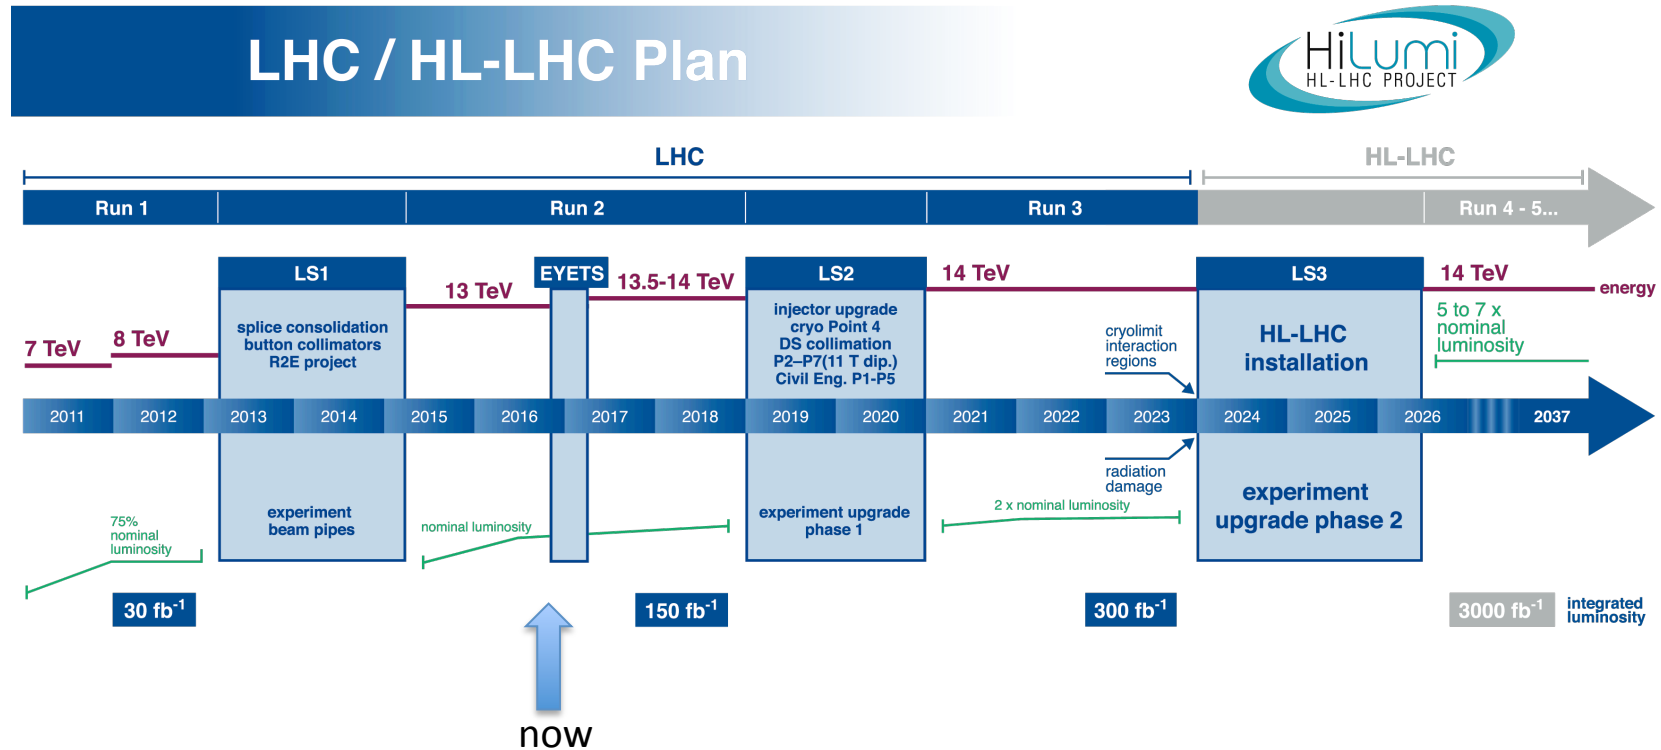 LHC / HL-LHC Plan
HiLumi
HL-LHC PROJECT
LHC
HL-LHC
Run 1
Run 2
Run 3
Run 4 - 5...
LS1
EYETS
LS2
LS3
7 TeV
8 TeV
13 TeV
13.5-14 TeV
14 TeV
14 TeV
energy
splice consolidation
button collimators
R2E project
injector upgrade
cryo Point 4
DS collimation
P2–P7(11 T dip.)
Civil Eng. P1-P5
cryolimit
interaction
regions
HL-LHC
installation
5 to 7 x
nominal
luminosity
2011
2012
2013
2014
2015
2016
2017
2018
2019
2020
2021
2022
2023
2024
2025
2026
2037
radiation
damage
75%
nominal
luminosity
experiment
beam pipes
nominal luminosity
experiment upgrade
phase 1
2 x nominal luminosity
experiment
upgrade phase 2
30 fb-1
150 fb-1
300 fb-1
3000 fb-1
integrated
luminosity
now